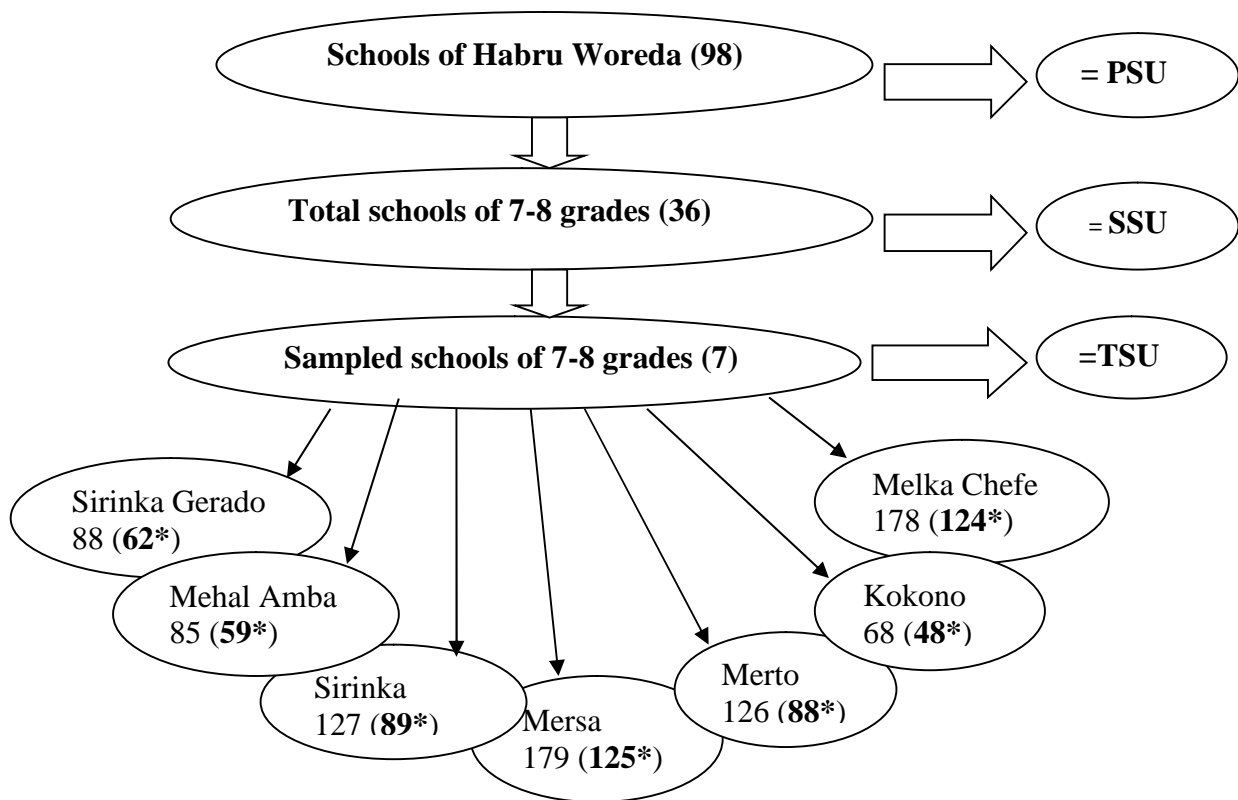 Schools of Habru Woreda (98)
= PSU
Total schools of 7-8 grades (36)
= SSU
Sampled schools of 7-8 grades (7)
=TSU
Sirinka Gerado
88 (62*)
Mehal Amba
85 (59*)
Sirinka
127 (89*)
Mersa
179 (125*)
Merto
126 (88*)
Kokono
68 (48*)
Melka Chefe
178 (124*)